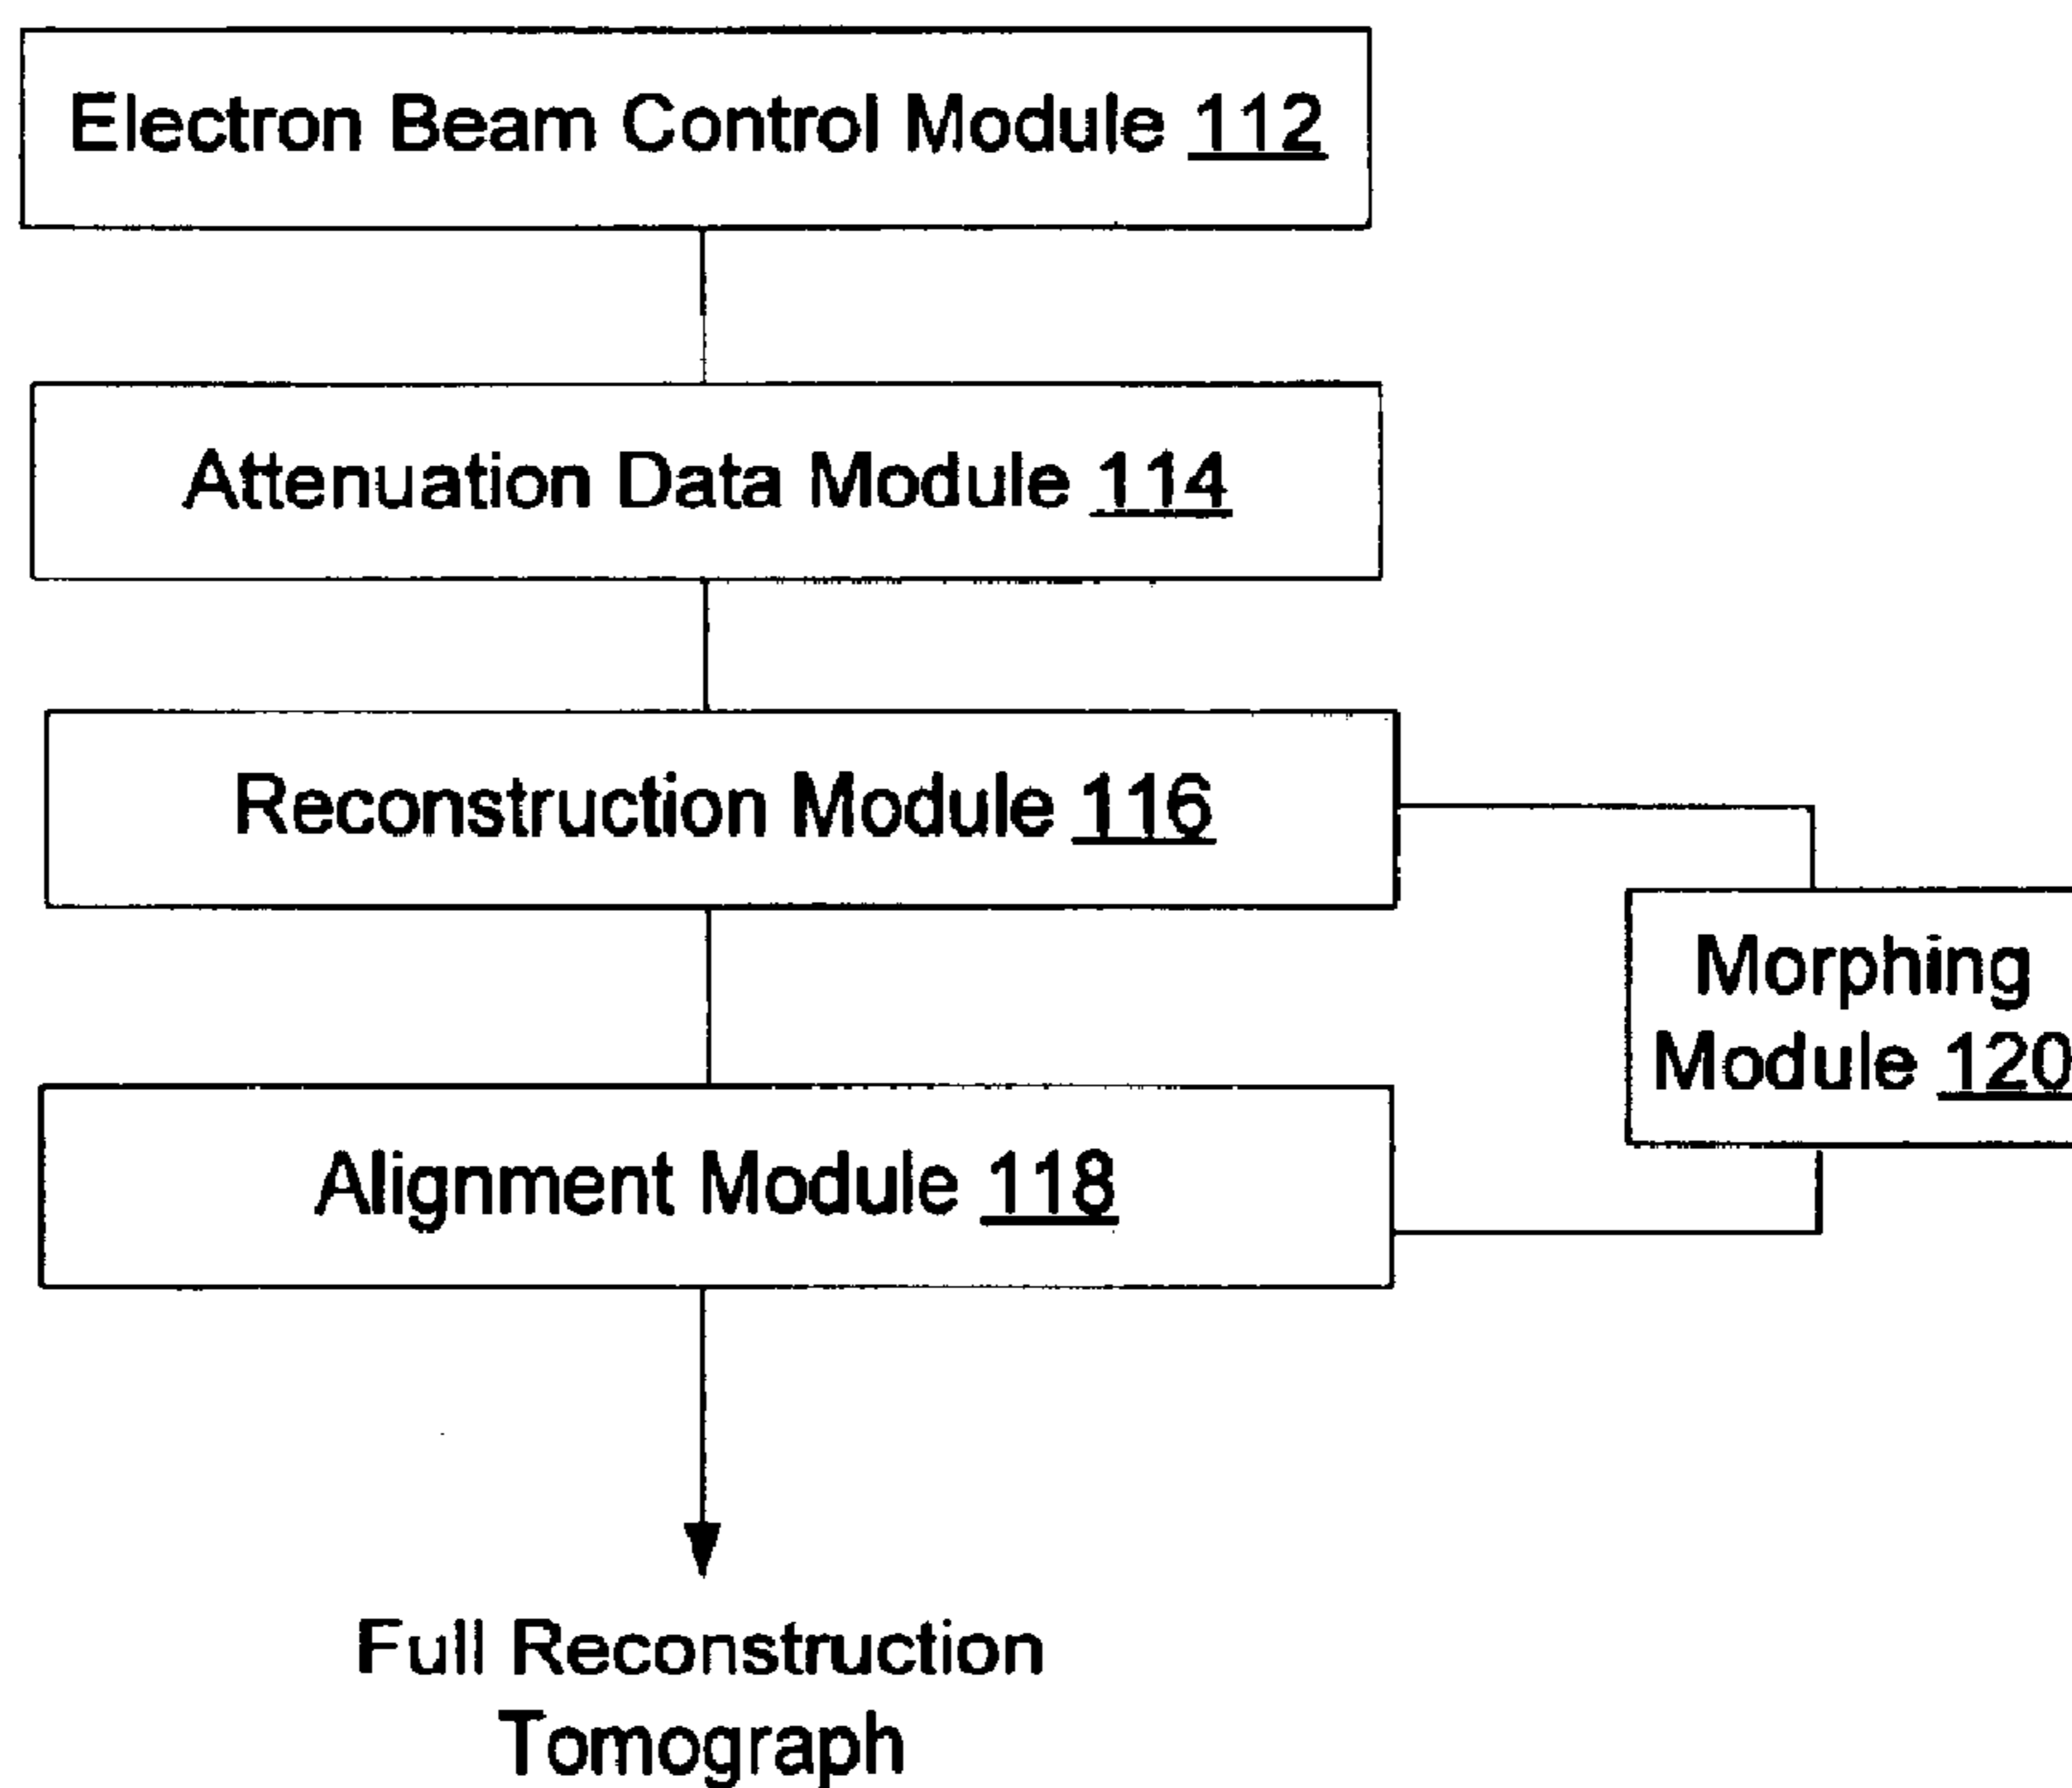 Electron Beam Control Module 112
Attenuation Data Module 114
Reconstruction Module 116
Morphing
Module 120
Alignment Module 118
Full Reconstruction
Tomograph